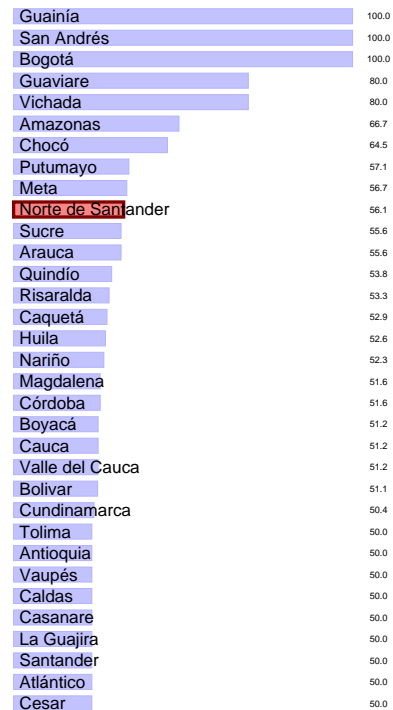 Guainía 100.0
San Andrés 100.0
Bogotá 100.0
Guaviare 80.0
Vichada 80.0
Amazonas 66.7
Chocó 64.5
Putumayo 57.1
Meta 56.7
Norte de Santander 56.1
Sucre 55.6
Arauca 55.6
Quindío 53.8
Risaralda 53.3
Caquetá 52.9
Huila 52.6
Nariño 52.3
Magdalena 51.6
Córdoba 51.6
Boyacá 51.2
Cauca 51.2
Valle del Cauca 51.2
Bolivar 51.1
Cundinamarca 50.4
Tolima 50.0
Antioquia 50.0
Vaupés 50.0
Caldas 50.0
Casanare 50.0
La Guajira 50.0
Santander 50.0
Atlántico 50.0
Cesar 50.0